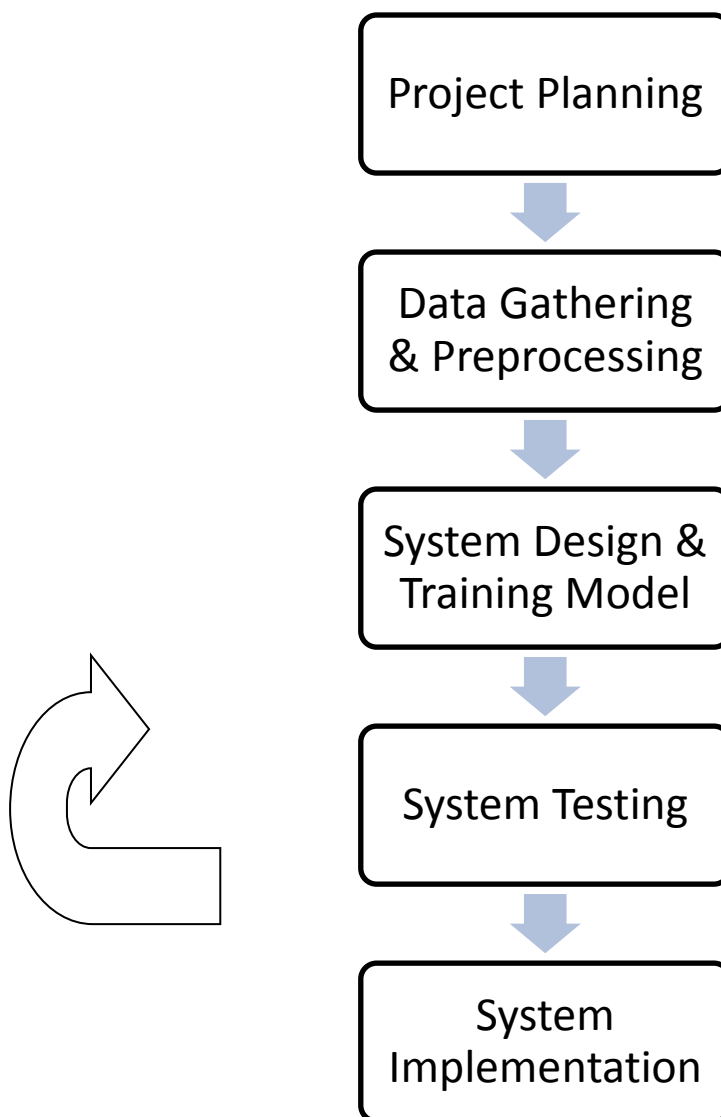 Project Planning
Data Gathering
& Preprocessing
System Design &
Training Model
System Testing
System
Implementation